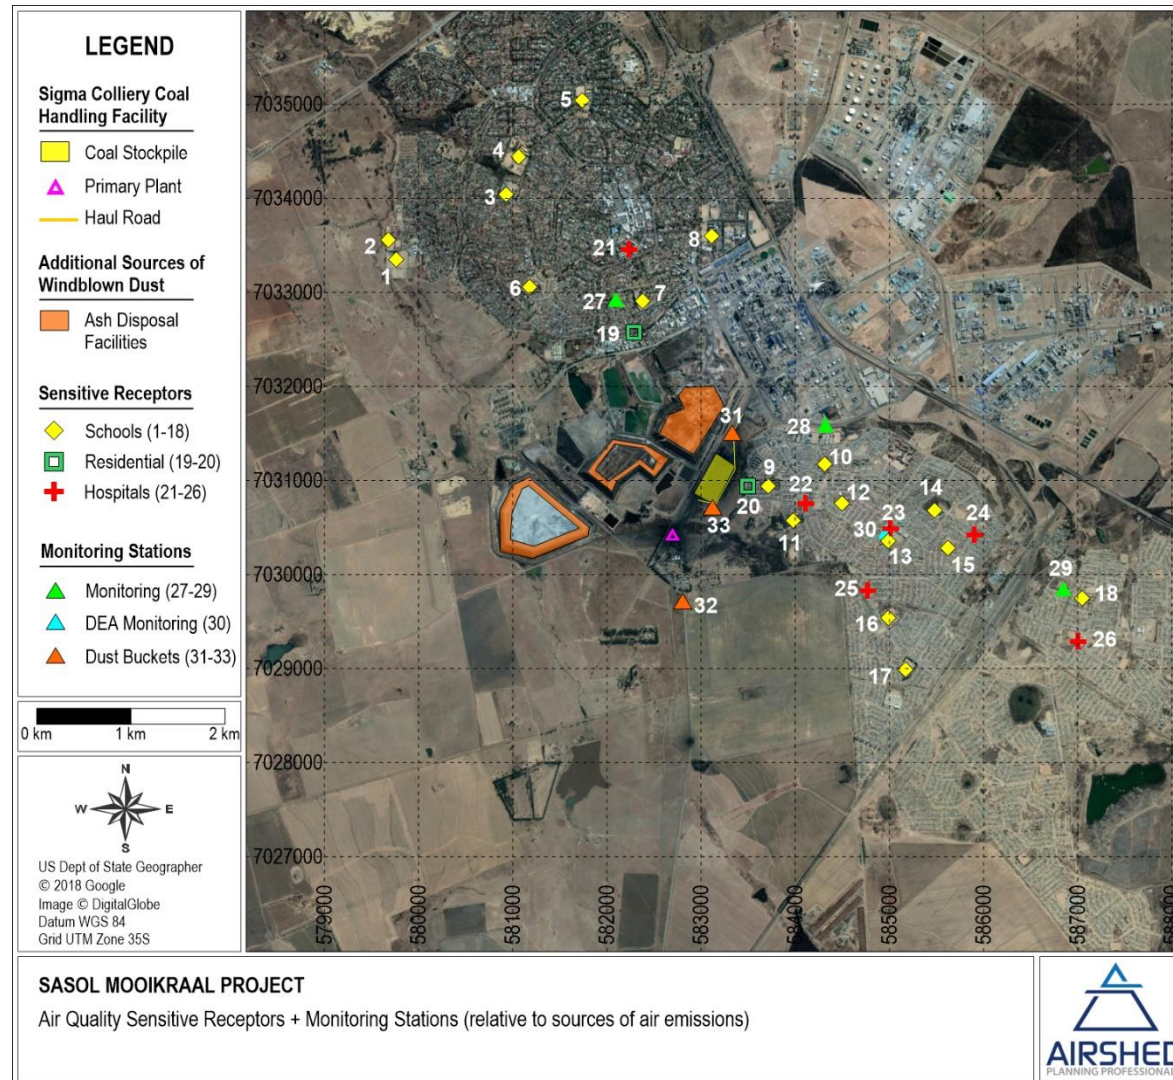 LEGEND
Sigma Colliery Coal
Handling Facility
Coal Stockpile
Primary Plant
Haul Road
Additional Sources of
Windblown Dust
Ash Disposal
Facilities
Sensitive Receptors
Schools (1-18)
Residential (19-20)
Hospitals (21-26)
Monitoring Stations
Monitoring (27-29)
DEA Monitoring (30)
Dust Buckets (31-33)
0 km 1 km 2 km
N
W E
S
US Dept of State Geographer
© 2018 Google
Image © DigitalGlobe
Datum WGS 84
Grid UTM Zone 35S
7035000
5
4
7034000
3
2
21
8
1
7033000
6
27
7
19
7032000
31
28
7031000
9
10
20
22
12
14
33
11
23
24
30
13
15
7030000
25
29
18
32
16
26
7029000
17
7028000
7027000
579000
580000
581000
582000
583000
584000
585000
586000
587000
588000
SASOL MOOIKRAAL PROJECT
Air Quality Sensitive Receptors + Monitoring Stations (relative to sources of air emissions)
AIRSHED
PLANNING PROFESSIONAL